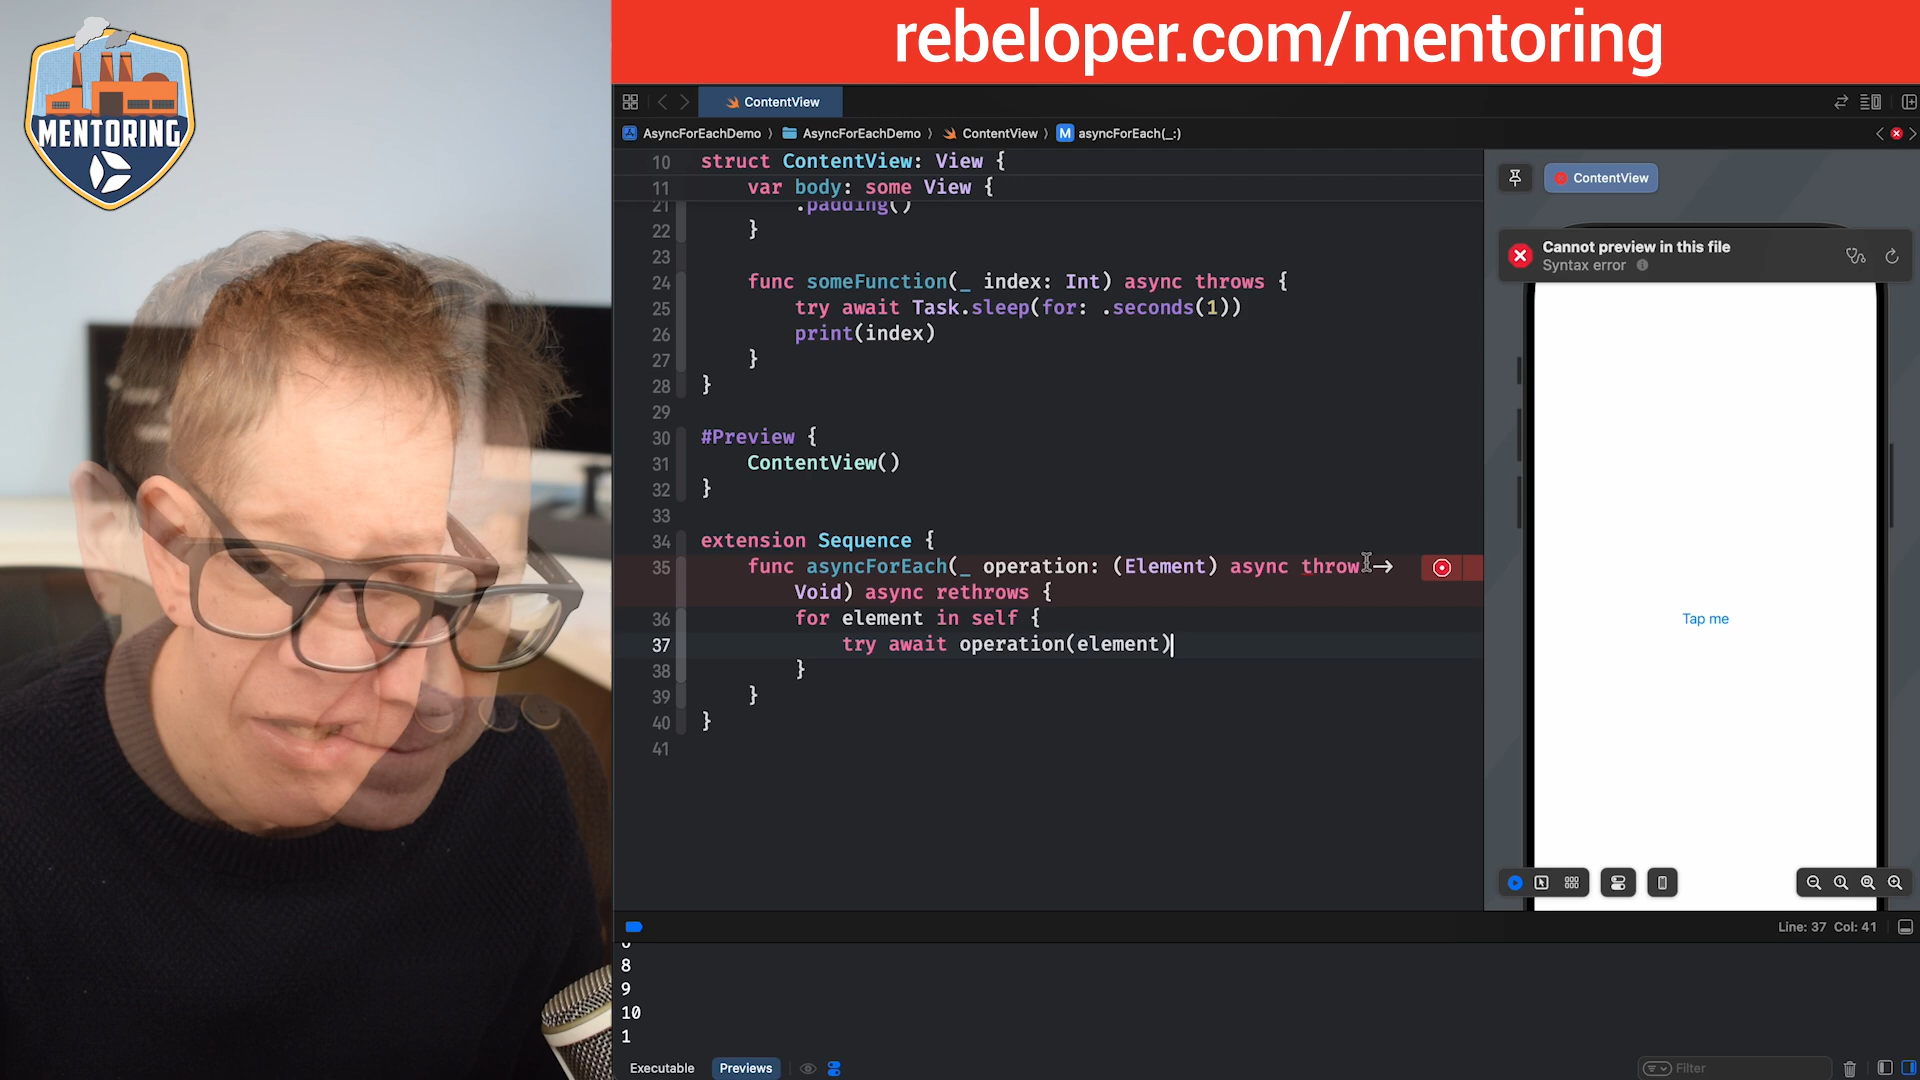 MENTORING
rebeloper.com/mentoring
ContentView
AsyncForEachDemo
AsyncForEachDemo
ContentView
M asyncForEach(_:)
10 struct ContentView: View {
11 var body: some View {
21 .padding()
22 }
23
24 func someFunction(_ index: Int) async throws {
25 try await Task.sleep(for: .seconds(1))
26 print(index)
27 }
28 }
29
30 #Preview {
31 ContentView()
32 }
33
34 extension Sequence {
35 func asyncForEach(_ operation: (Element) async throw ->
Void) async rethrows {
36 for element in self {
37 try await operation(element)
38 }
39 }
40 }
41
ContentView
Cannot preview in this file
Syntax error
Tap me
Line: 37 Col: 41
8
9
10
1
Executable
Previews
Filter